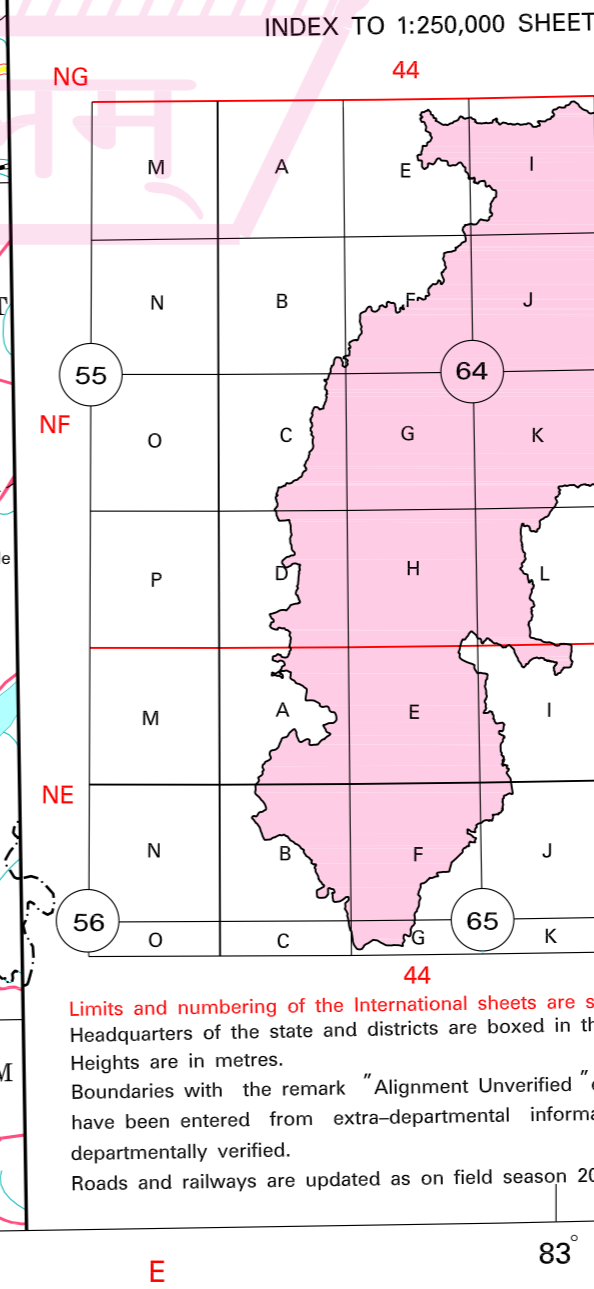 INDEX TO 1:250,000 SHEET
NG 44
M A E I
N B F J
55 64
NF
O C G K
le
P D H L
M A E I
NE
N B F J
56 65
O C G K
44
Limits and numbering of the International sheets are s
Headquarters of the state and districts are boxed in th
Heights are in metres.
M
Boundaries with the remark "Alignment Unverified"
have been entered from extra–departmental informa
departmentally verified.
Roads and railways are updated as on field season 20
83°
E